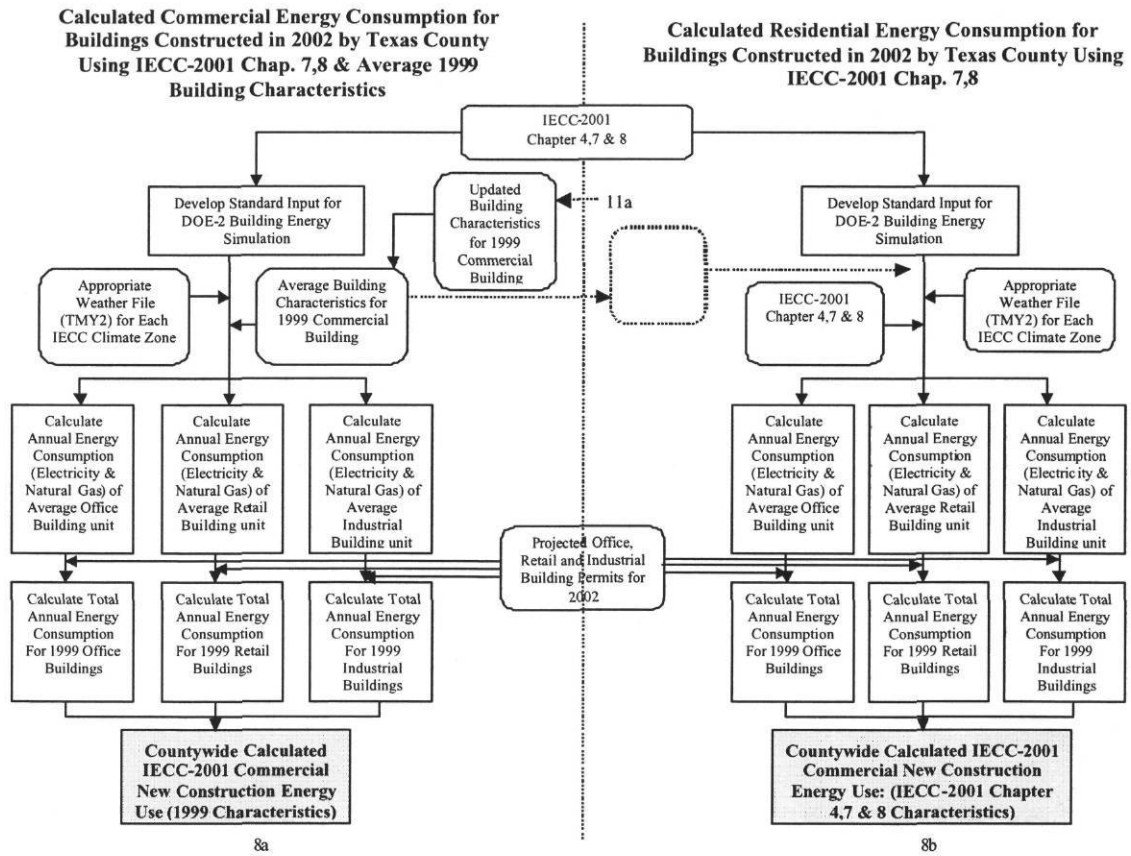 Calculated Commercial Energy Consumption for
Buildings Constructed in 2002 by Texas County
Using IECC-2001 Chap. 7,8 & Average 1999
Building Characteristics
Calculated Residential Energy Consumption for
Buildings Constructed in 2002 by Texas County Using
IECC-2001 Chap. 7,8
IECC-2001
Chapter 4,7 & 8
Develop Standard Input for
DOE-2 Building Energy
Simulation
Updated
Building
Characteristics
for 1999
Commercial
Building
11a
Develop Standard Input for
DOE-2 Building Energy
Simulation
Appropriate
Weather File
(TMY2) for Each
IECC Climate Zone
Average Building
Characteristics for
1999 Commercial
Building
IECC-2001
Chapter 4,7 & 8
Appropriate
Weather File
(TMY2) for Each
IECC Climate Zone
Calculate
Annual Energy
Consumption
(Electricity &
Natural Gas) of
Average Office
Building unit
Calculate
Annual Energy
Consumption
(Electricity &
Natural Gas) of
Average Retail
Building unit
Calculate
Annual Energy
Consumption
(Electricity &
Natural Gas) of
Average
Industrial
Building unit
Calculate
Annual Energy
Consumption
(Electricity &
Natural Gas) of
Average Office
Building unit
Calculate
Annual Energy
Consumption
(Electricity &
Natural Gas) of
Average Retail
Building unit
Calculate
Annual Energy
Consumption
(Electricity &
Natural Gas) of
Average
Industrial
Building unit
Projected Office,
Retail and Industrial
Building Permits for
2002
Calculate Total
Annual Energy
Consumption
For 1999 Office
Buildings
Calculate Total
Annual Energy
Consumption
For 1999 Retail
Buildings
Calculate Total
Annual Energy
Consumption
For 1999
Industrial
Buildings
Calculate Total
Annual Energy
Consumption
For 1999 Office
Buildings
Calculate Total
Annual Energy
Consumption
For 1999 Retail
Buildings
Calculate Total
Annual Energy
Consumption
For 1999
Industrial
Buildings
Countywide Calculated
IECC-2001 Commercial
New Construction Energy
Use (1999 Characteristics)
Countywide Calculated IECC-2001
Commercial New Construction
Energy Use: (IECC-2001 Chapter
4,7 & 8 Characteristics)
8a
8b